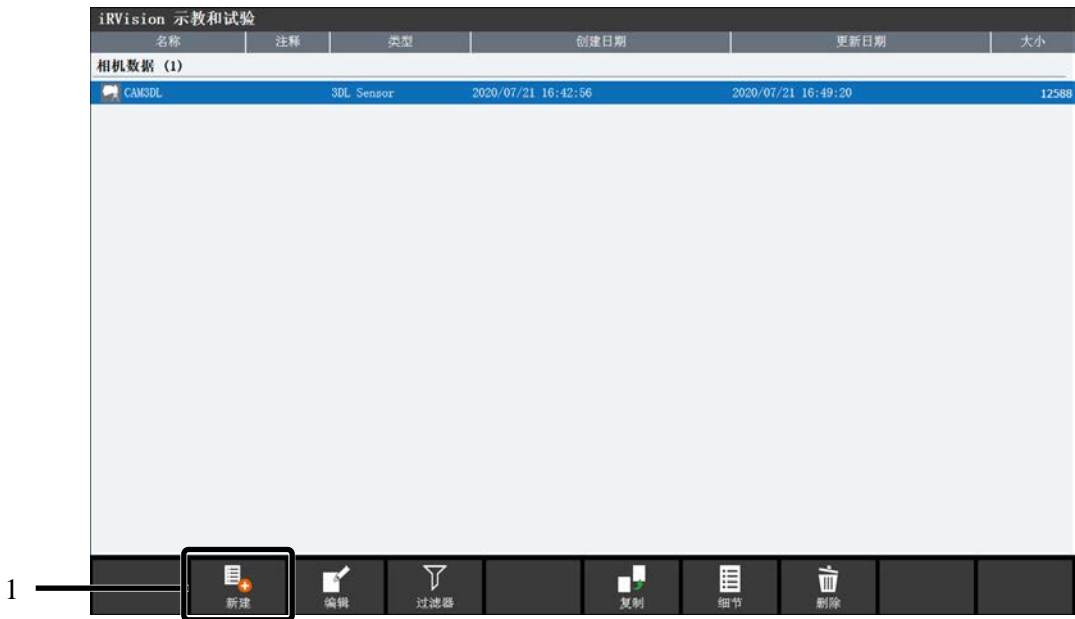 iRVision 示教和试验
名称 注释 类型 创建日期 更新日期 大小
相机数据 (1)
CAM3DL 3DL Sensor 2020/07/21 16:42:56 2020/07/21 16:49:20 12588
1
新建 编辑 过滤器 复制 细节 删除